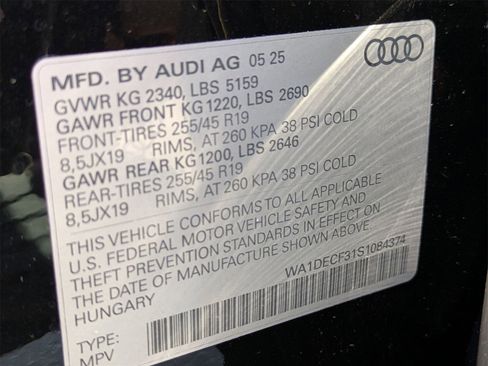 MFD. BY AUDI AG 05 25
GVWR KG 2340, LBS 5159
GAWR FRONT KG 1220, LBS 2690
FRONT-TIRES 255/45 R19
8,5JX19 RIMS, AT 260 KPA 38 PSI COLD
GAWR REAR KG 1200, LBS 2646
REAR-TIRES 255/45 R19
8,5JX19 RIMS, AT 260 KPA 38 PSI COLD
THIS VEHICLE CONFORMS TO ALL APPLICABLE
U.S. FEDERAL MOTOR VEHICLE SAFETY AND
THEFT PREVENTION STANDARDS IN EFFECT ON
THE DATE OF MANUFACTURE SHOWN ABOVE.
HUNGARY
WA1DECF31S1084374
TYPE:
MPV